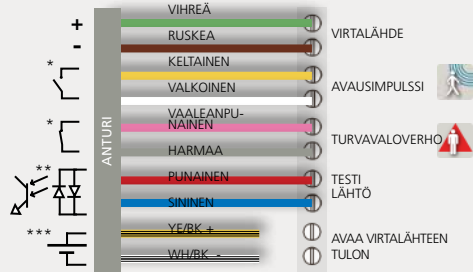 VIHREÄ
+
VIRTALÄHDE
RUSKEA
-
KELTAINEN
*
AVAUSIMPULSSI
VALKOINEN
VAALEANPU-
NAINEN
*
TURVAVALOVERHO
ANTURI
HARMAA
**
PUNAINEN
TESTI
LÄHTÖ
SININEN
***
YE/BK +
AVAA VIRTALÄHTEEN
TULON
WH/BK -